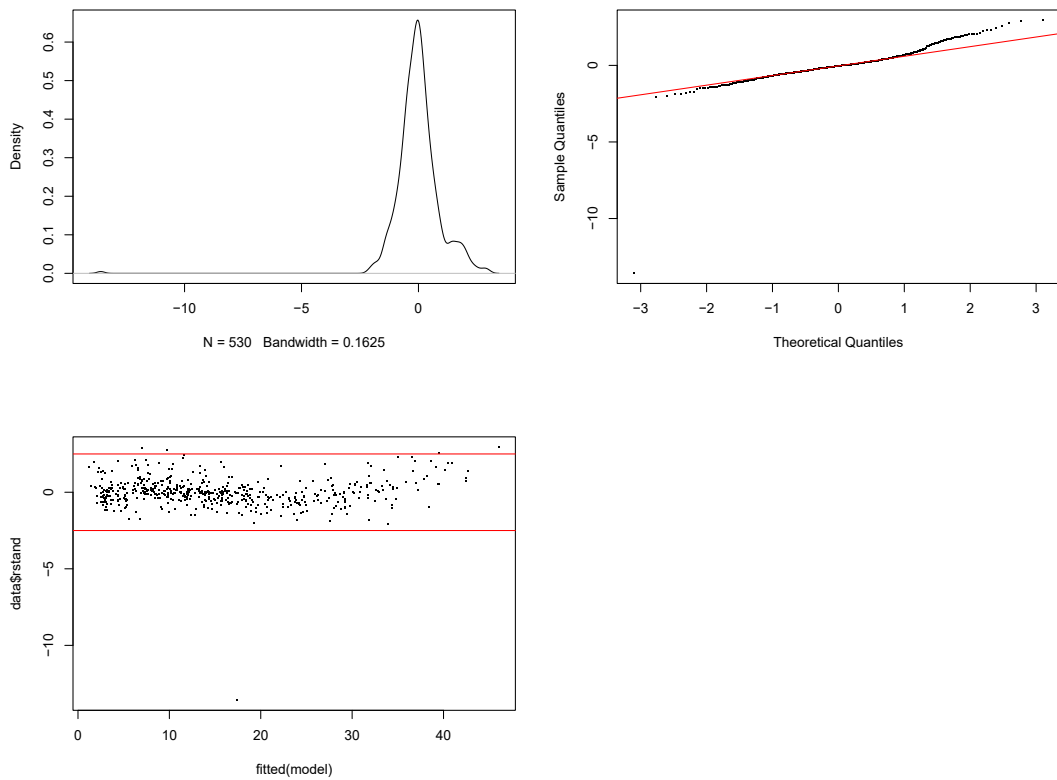 Density
0.0 0.1 0.2 0.3 0.4 0.5 0.6
−10 −5 0
N = 530 Bandwidth = 0.1625
Sample Quantiles
−10 −5 0
−3 −2 −1 0 1 2 3
Theoretical Quantiles
data$rstand
−10 −5 0
0 10 20 30 40
fitted(model)